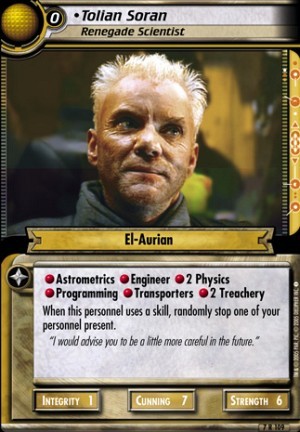 0 •Tolian Soran
Renegade Scientist
El-Aurian
Astrometrics Engineer 2 Physics
Programming Transporters 2 Treachery
When this personnel uses a skill, randomly stop one of your
personnel present.
"I would advise you to be a little more careful in the future."
INTEGRITY 1 CUNNING 7 STRENGTH 6